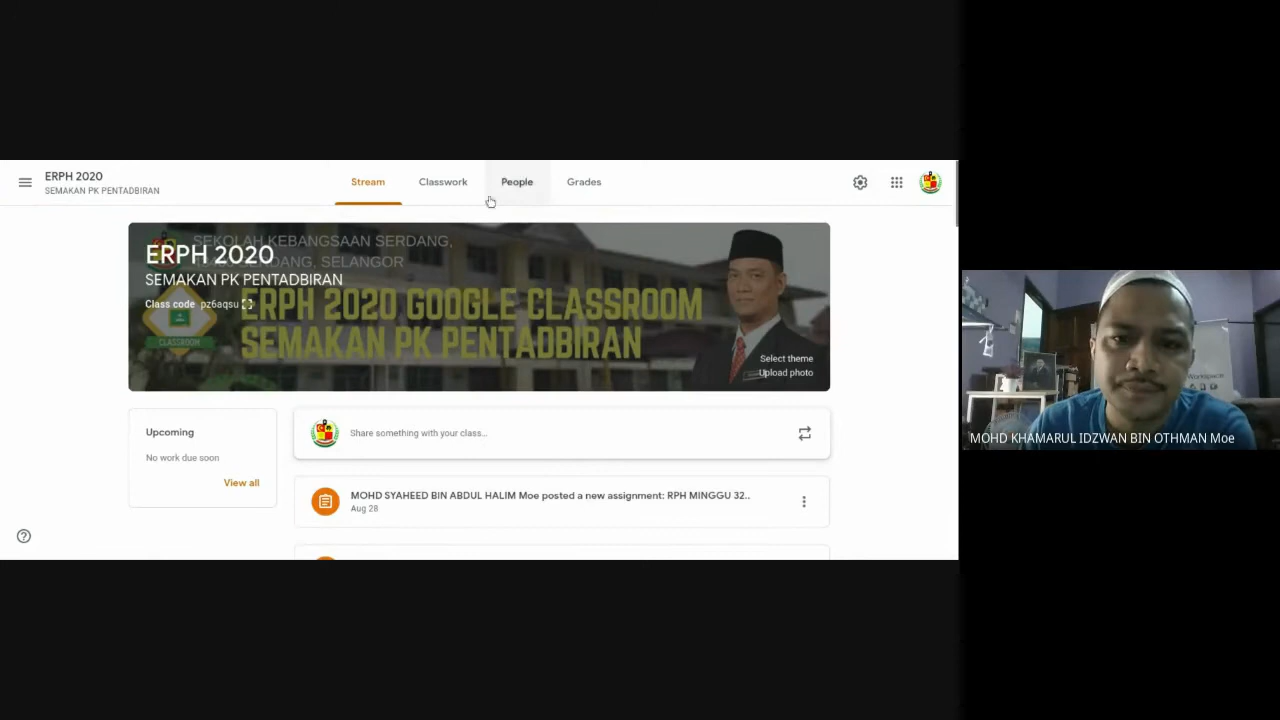 ERPH 2020
SEMAKAN PK PENTADBIRAN
Stream
Classwork
People
Grades
SEKOLAH KEBANGSAAN SERDANG,
SERDANG, SELANGOR
ERPH 2020
SEMAKAN PK PENTADBIRAN
Class code pz6aqsu
ERPH 2020 GOOGLE CLASSROOM
SEMAKAN PK PENTADBIRAN
CLASSROOM
Select theme
Upload photo
Upcoming
No work due soon
View all
Share something with your class...
MOHD SYAHEED BIN ABDUL HALIM Moe posted a new assignment: RPH MINGGU 32..
Aug 28
Workspace
MOHD KHAMARUL IDZWAN BIN OTHMAN Moe